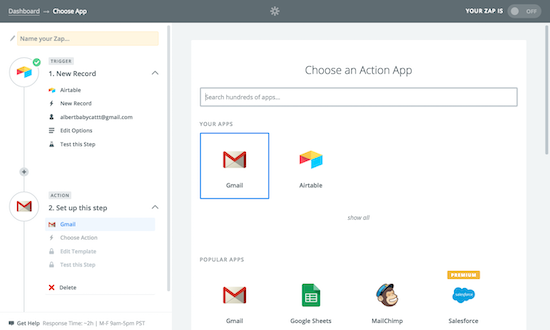 Dashboard → Choose App
YOUR ZAP IS OFF
Name your Zap...
TRIGGER
1. New Record
Airtable
New Record
albertbabycattt@gmail.com
Edit Options
Test this Step
ACTION
2. Set up this step
Gmail
Choose Action
Edit Template
Test this Step
Delete
Get Help Response Time: ~2h | M-F 9am-5pm PST
Choose an Action App
Search hundreds of apps...
YOUR APPS
Gmail Airtable
show all
POPULAR APPS
PREMIUM
salesforce
Gmail Google Sheets MailChimp Salesforce